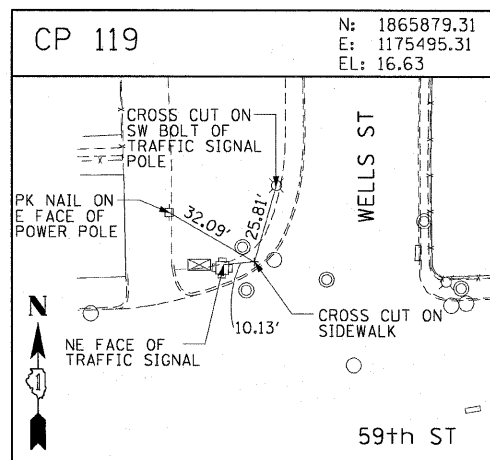 CP 119
N: 1865879.31
E: 1175495.31
EL: 16.63
CROSS CUT ON
SW BOLT OF
TRAFFIC SIGNAL
POLE
WELLS ST
PK NAIL ON
E FACE OF
POWER POLE
32.09'
25.81'
N
1
NE FACE OF
TRAFFIC SIGNAL
10.13'
CROSS CUT ON
SIDEWALK
59th ST